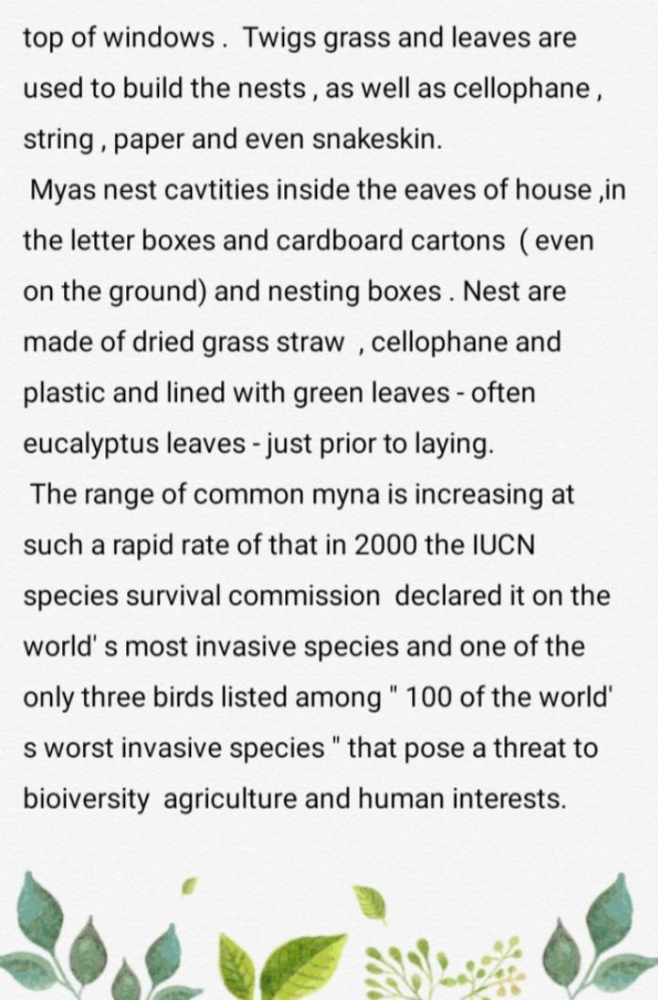 top of windows .  Twigs grass and leaves are
used to build the nests , as well as cellophane ,
string , paper and even snakeskin.
Myas nest cavtities inside the eaves of house ,in
the letter boxes and cardboard cartons  ( even
on the ground) and nesting boxes . Nest are
made of dried grass straw  , cellophane and
plastic and lined with green leaves - often
eucalyptus leaves - just prior to laying.
The range of common myna is increasing at
such a rapid rate of that in 2000 the IUCN
species survival commission  declared it on the
world' s most invasive species and one of the
only three birds listed among " 100 of the world'
s worst invasive species " that pose a threat to
bioiversity  agriculture and human interests.